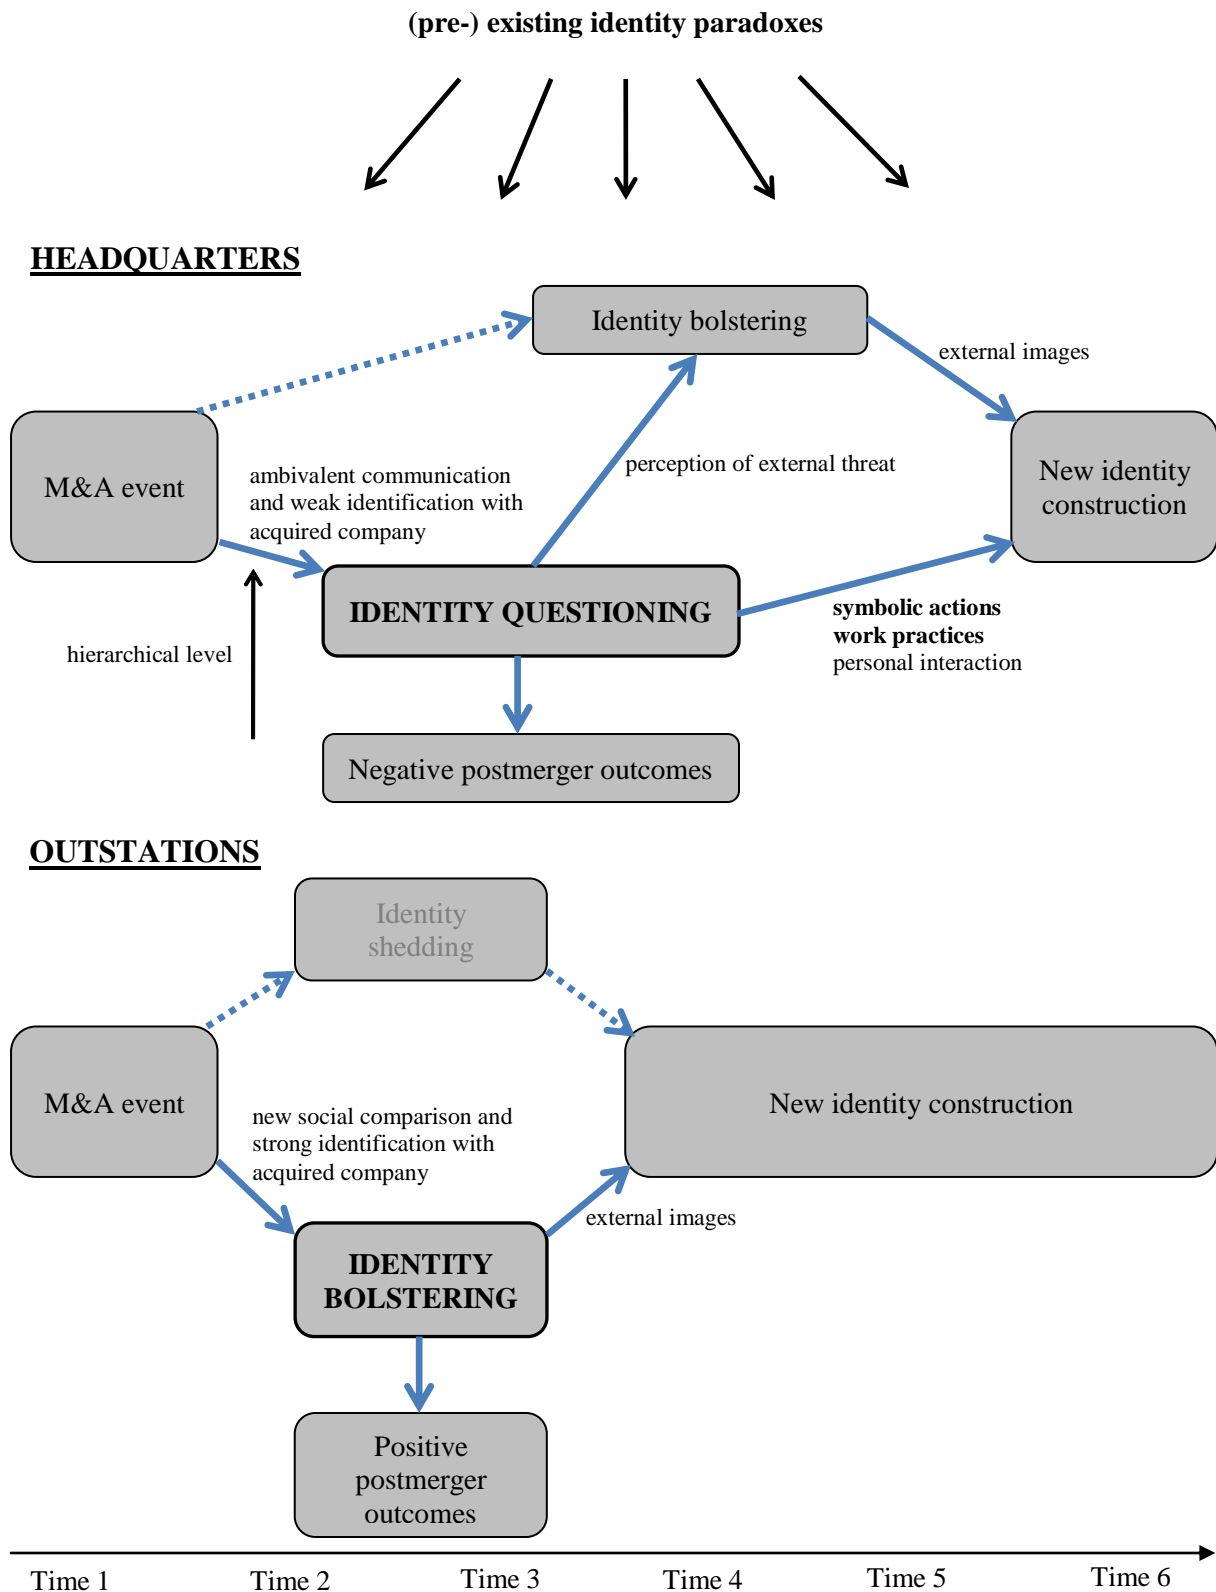 (pre-) existing identity paradoxes
HEADQUARTERS
Identity bolstering
external images
M&A event
ambivalent communication
and weak identification with
acquired company
perception of external threat
New identity
construction
IDENTITY QUESTIONING
symbolic actions
work practices
personal interaction
hierarchical level
Negative postmerger outcomes
OUTSTATIONS
Identity
shedding
M&A event
New identity construction
new social comparison and
strong identification with
acquired company
external images
IDENTITY
BOLSTERING
Positive
postmerger
outcomes
Time 1
Time 2
Time 3
Time 4
Time 5
Time 6